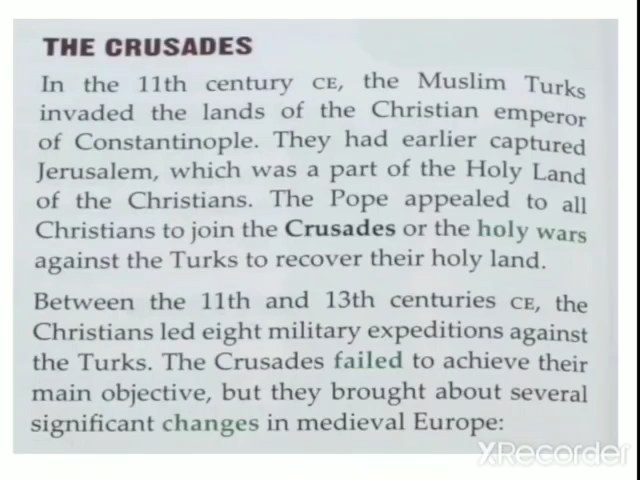 THE CRUSADES
In the 11th century CE, the Muslim Turks
invaded the lands of the Christian emperor
of Constantinople. They had earlier captured
Jerusalem, which was a part of the Holy Land
of the Christians. The Pope appealed to all
Christians to join the Crusades or the holy wars
against the Turks to recover their holy land.
Between the 11th and 13th centuries CE, the
Christians led eight military expeditions against
the Turks. The Crusades failed to achieve their
main objective, but they brought about several
significant changes in medieval Europe:
XRecorder